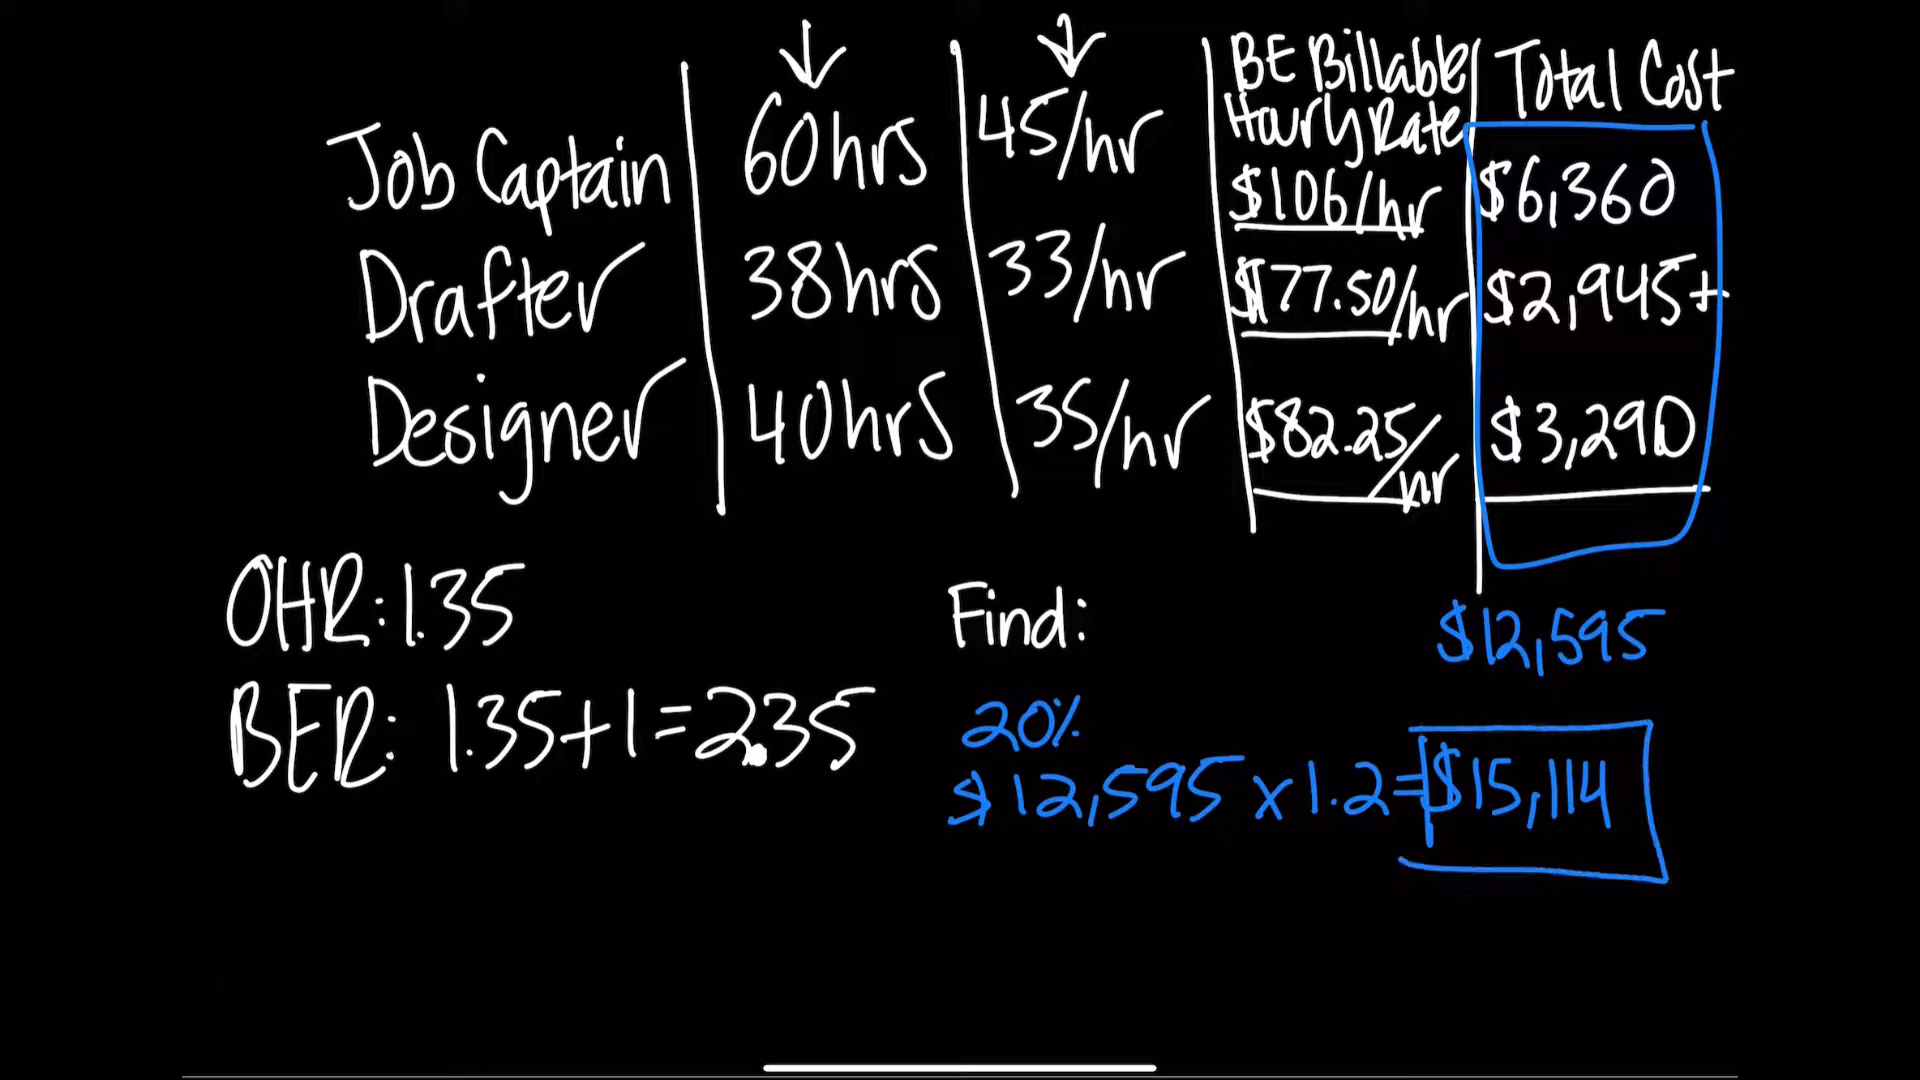 BE Billable Total Cost
Hourly Rate
Job Captain 60hrs 45/hr $106/hr $6,360
Drafter 38hrs 33/hr $77.50/hr $2,945+
Designer 40hrs 35/hr $82.25/hr $3,290
OHR: 1.35 Find: $12,595
20%
BER: 1.35+1=2.35 $12,595 x 1.2=$15,114